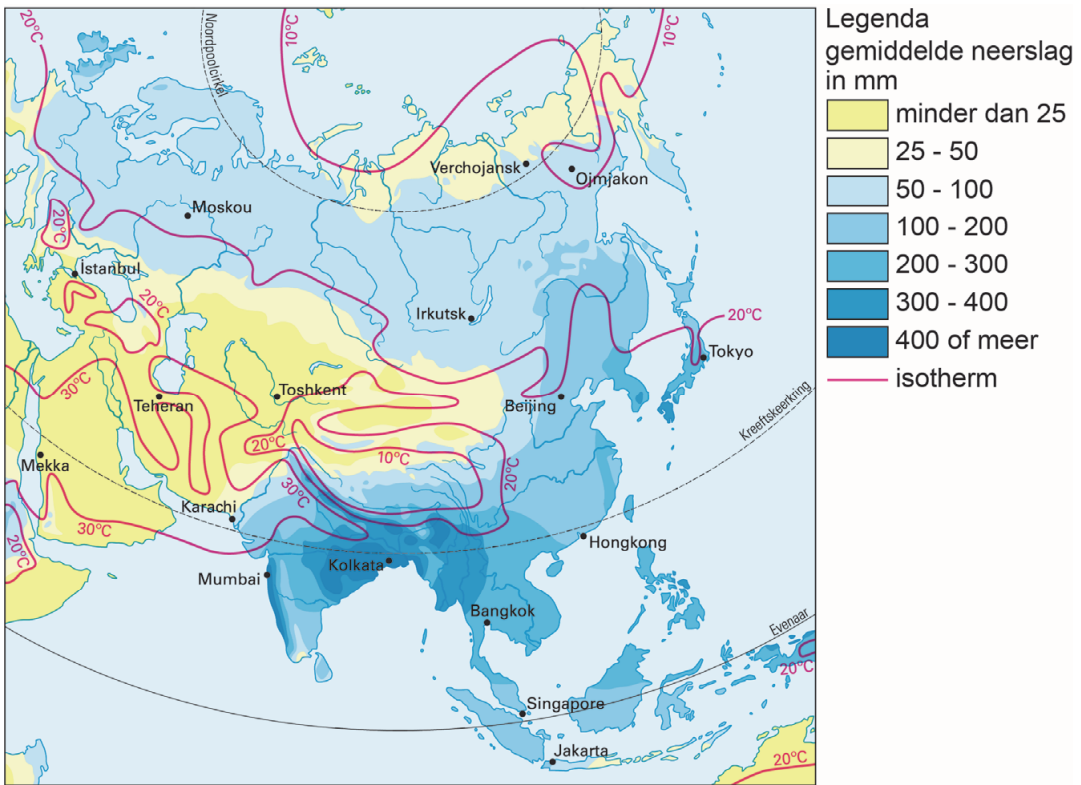 20°C
Noordpoolcirkel
10°C
10°C
Verchojansk
Ojmjakon
Moskou
20°C
İstanbul
20°C
Irkutsk
20°C
Tokyo
30°C
Toshkent
Teheran
Beijing
Kreeftskeerkring
20°C
10°C
Mekka
20°C
30°C
Karachi
30°C
20°C
Hongkong
Kolkata
Mumbai
Bangkok
Evenaar
20°C
Singapore
Jakarta
20°C
Legenda
gemiddelde neerslag
in mm
minder dan 25
25 - 50
50 - 100
100 - 200
200 - 300
300 - 400
400 of meer
isotherm